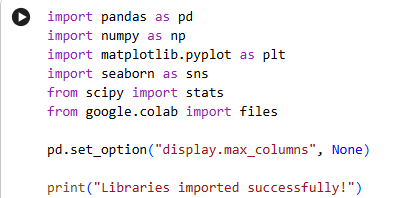 import pandas as pd
import numpy as np
import matplotlib.pyplot as plt
import seaborn as sns
from scipy import stats
from google.colab import files
pd.set_option("display.max_columns", None)
print("Libraries imported successfully!")